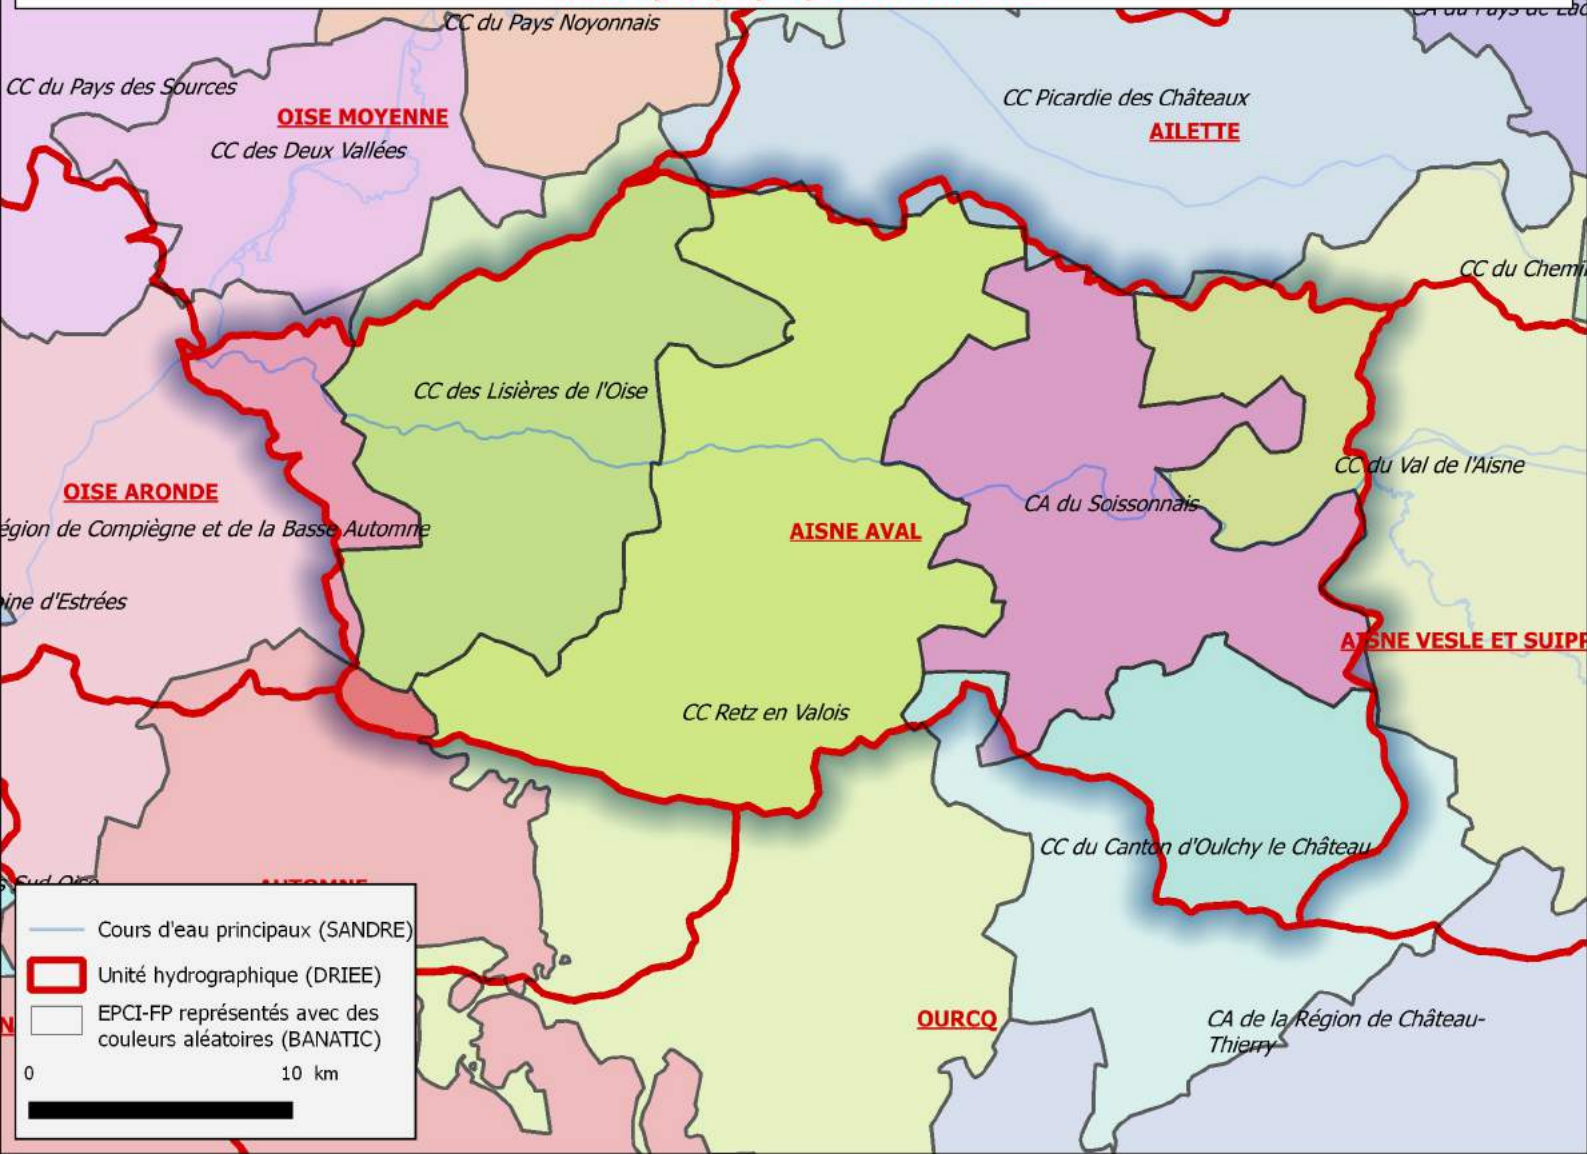 CC du Pays Noyonnais
CC du Pays des Sources
OISE MOYENNE
CC des Deux Vallées
CC Picardie des Châteaux
AILETTE
CC du Chemi
CC des Lisières de l'Oise
OISE ARONDE
égion de Compiègne et de la Basse Automne
ine d'Estrées
AISNE AVAL
CA du Soissonnais
CC du Val de l'Aisne
AISNE VESLE ET SUIPP
CC Retz en Valois
CC du Canton d'Oulchy le Château
Sud Oise
AUTOMNE
OURCQ
CA de la Région de Château-
Thierry
N
Cours d'eau principaux (SANDRE)
Unité hydrographique (DRIEE)
EPCI-FP représentés avec des
couleurs aléatoires (BANATIC)
0 10 km